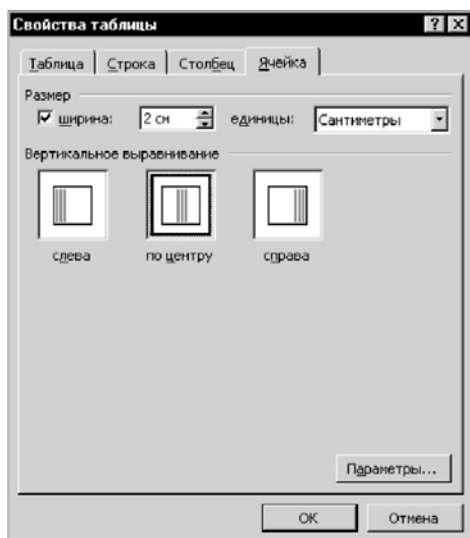 Свойства таблицы
Таблица Строка Столбец Ячейка
Размер
ширина: 2 см единицы: Сантиметры
Вертикальное выравнивание
слева по центру справа
Параметры...
ОК Отмена